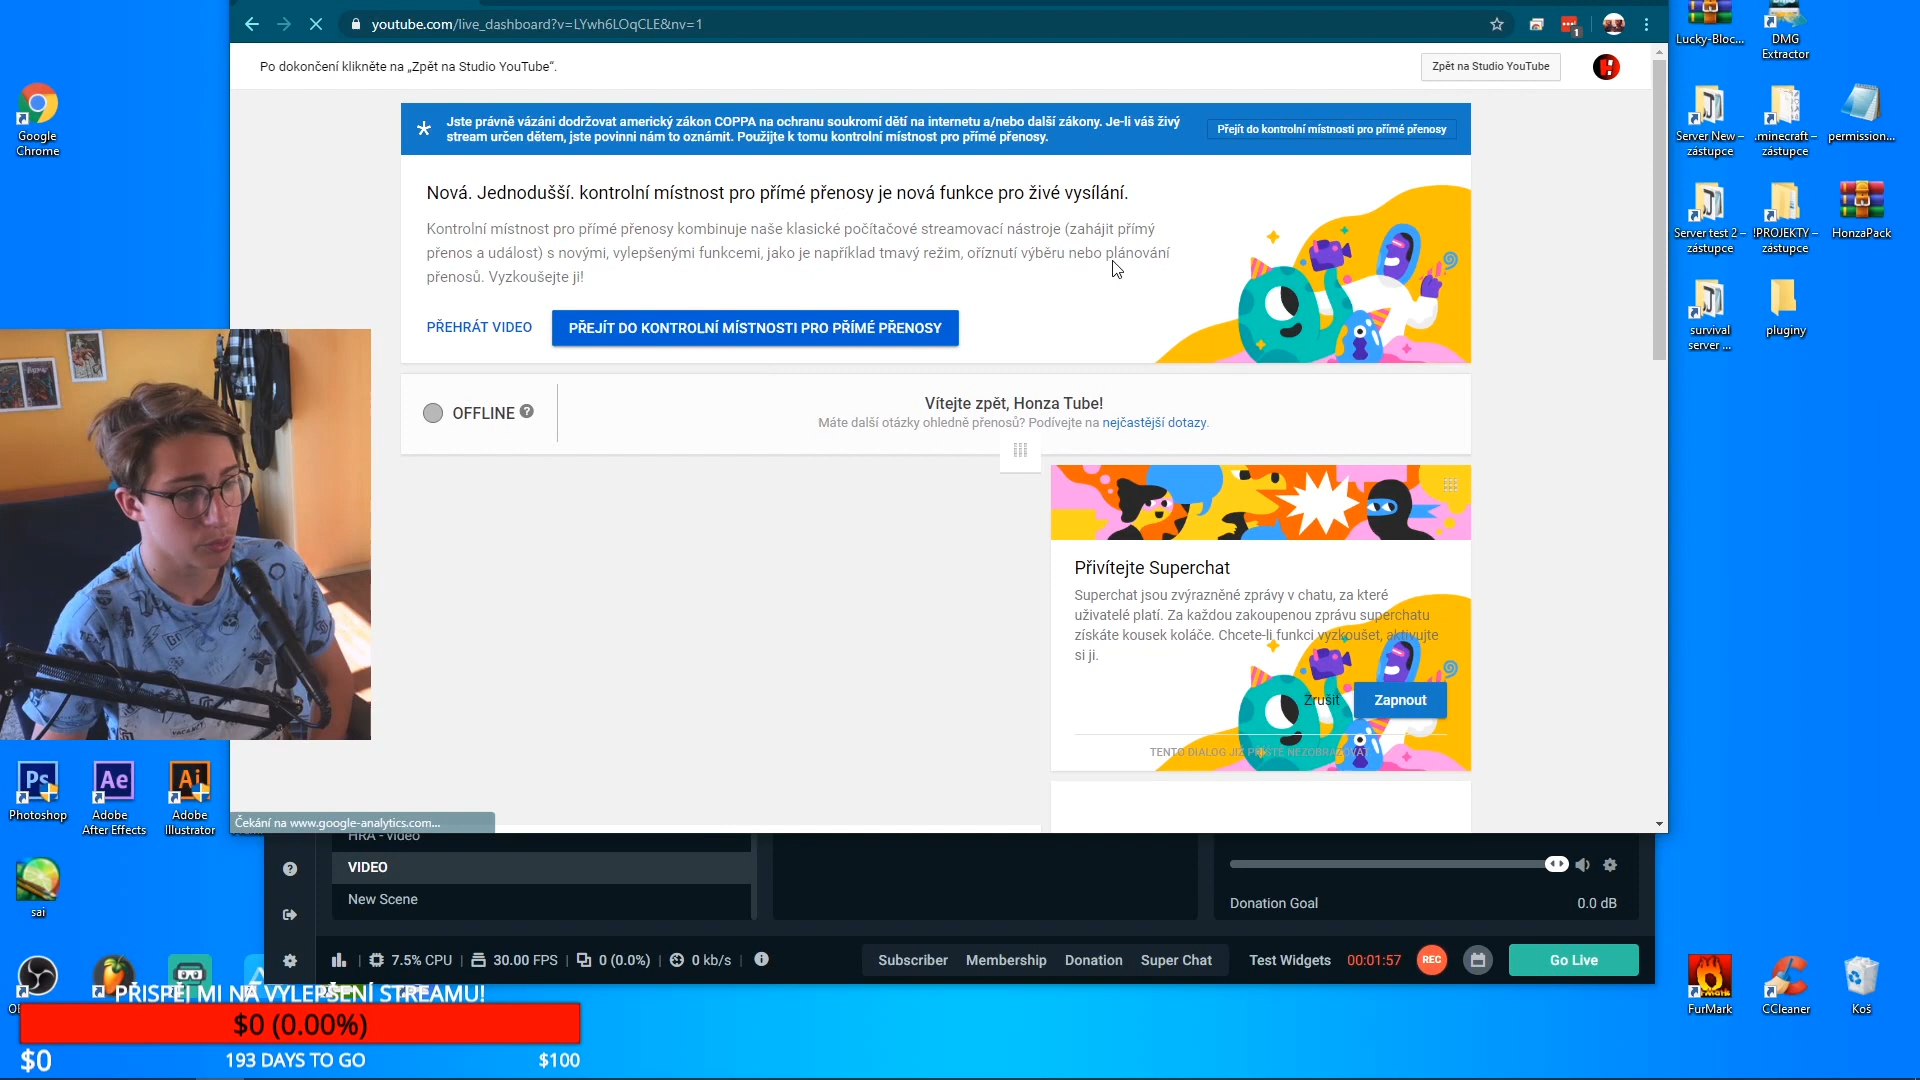 youtube.com/live_dashboard?v=LYwh6LOqCLE&nv=1
Po dokončení klikněte na „Zpět na Studio YouTube“.
Zpět na Studio YouTube
Jste právně vázáni dodržovat americký zákon COPPA na ochranu soukromí dětí na internetu a/nebo další zákony. Je-li váš živý
stream určen dětem, jste povinni nám to oznámit. Použijte k tomu kontrolní místnost pro přímé přenosy.
Přejít do kontrolní místnosti pro přímé přenosy
Nová. Jednodušší. kontrolní místnost pro přímé přenosy je nová funkce pro živé vysílání.
Kontrolní místnost pro přímé přenosy kombinuje naše klasické počítačové streamovací nástroje (zahájit přímý
přenos a událost) s novými, vylepšenými funkcemi, jako je například tmavý režim, oříznutí výběru nebo plánování
přenosů. Vyzkoušejte ji!
PŘEHRÁT VIDEO
PŘEJÍT DO KONTROLNÍ MÍSTNOSTI PRO PŘÍMÉ PŘENOSY
OFFLINE
Vítejte zpět, Honza Tube!
Máte další otázky ohledně přenosů? Podívejte na nejčastější dotazy.
Přivítejte Superchat
Superchat jsou zvýrazněné zprávy v chatu, za které
uživatelé platí. Za každou zakoupenou zprávu superchatu
získáte kousek koláče. Chcete-li funkci vyzkoušet, aktivujte
si ji.
Zrušit
Zapnout
TENTO DIALOG JIŽ PŘÍŠTĚ NEZOBRAZOVAT
Čekání na www.google-analytics.com...
HRA - video
VIDEO
New Scene
Donation Goal
0.0 dB
7.5% CPU
30.00 FPS
0 (0.0%)
0 kb/s
Subscriber
Membership
Donation
Super Chat
Test Widgets
00:01:57
REC
Go Live
Google
Chrome
Ps
Photoshop
Ae
Adobe
After Effects
Ai
Adobe
Illustrator
sai
PŘISPĚJ MI NA VYLEPŠENÍ STREAMU!
$0 (0.00%)
$0
193 DAYS TO GO
$100
Lucky-Bloc...
DMG
Extractor
Server New –
zástupce
.minecraft –
zástupce
permission...
Server test 2 –
zástupce
!PROJEKTY –
zástupce
HonzaPack
survival
server ...
pluginy
FurMark
CCleaner
Koš